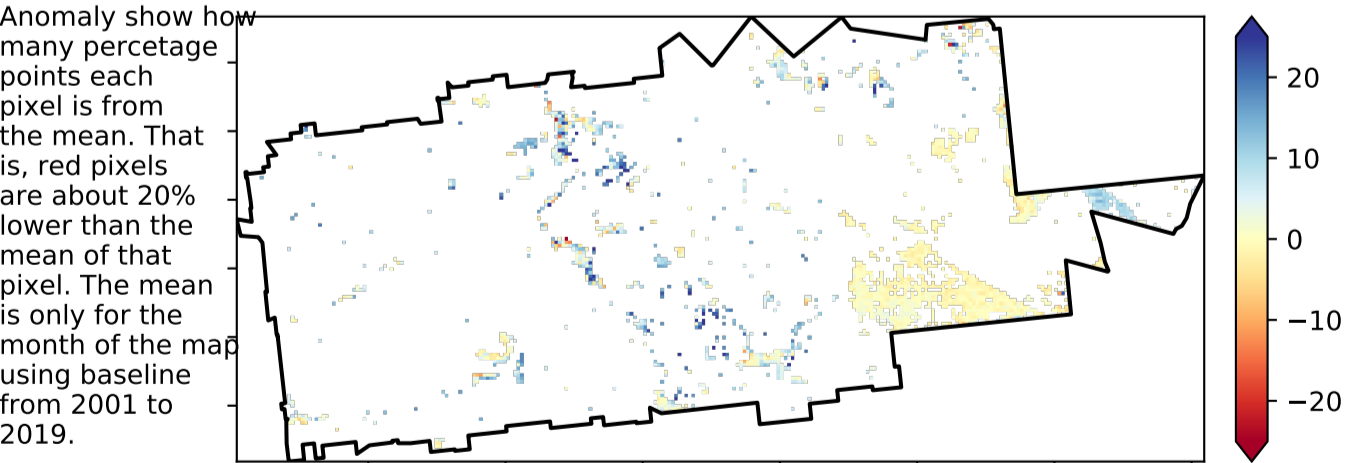 Anomaly show how
many percetage
points each
pixel is from
the mean. That
is, red pixels
are about 20%
lower than the
mean of that
pixel. The mean
is only for the
month of the map
using baseline
from 2001 to
2019.
20
10
0
−10
−20